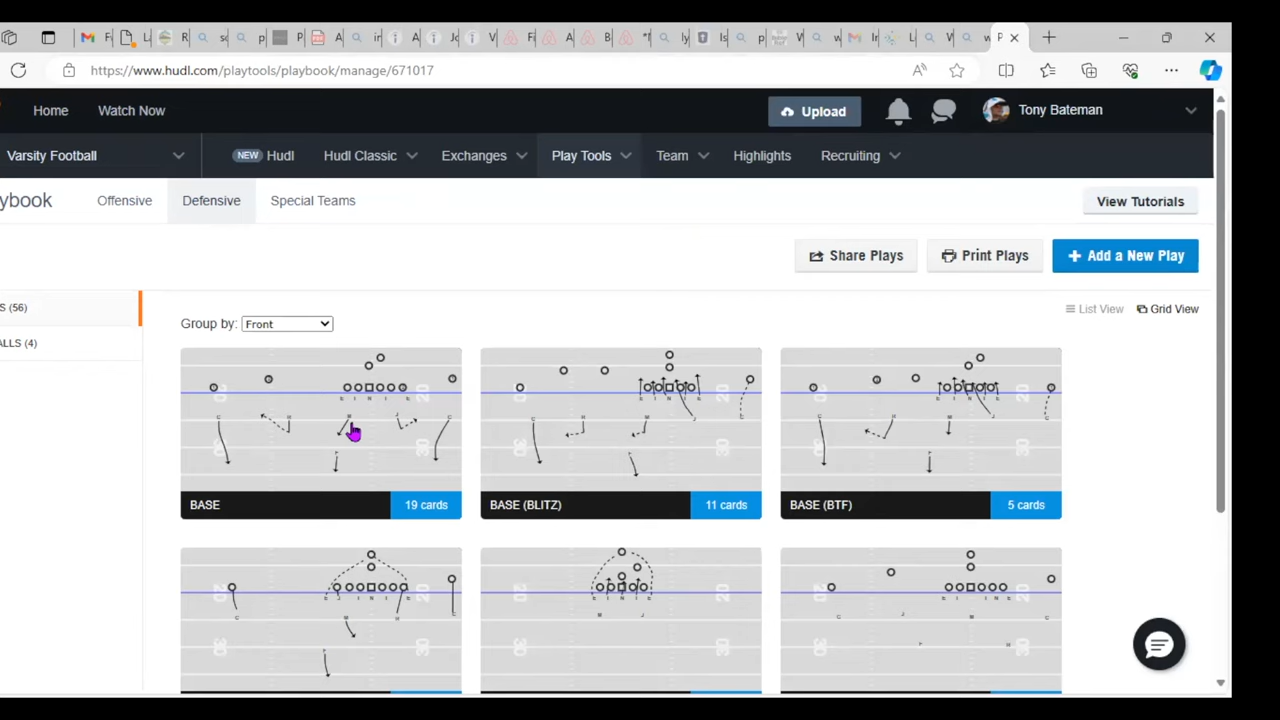 https://www.hudl.com/playtools/playbook/manage/671017
Home Watch Now Upload Tony Bateman
Varsity Football NEW Hudl Hudl Classic Exchanges Play Tools Team Highlights Recruiting
ybook Offensive Defensive Special Teams View Tutorials
Share Plays Print Plays + Add a New Play
S (56)
List View Grid View
Group by: Front
ALLS (4)
BASE 19 cards
BASE (BLITZ) 11 cards
BASE (BTF) 5 cards